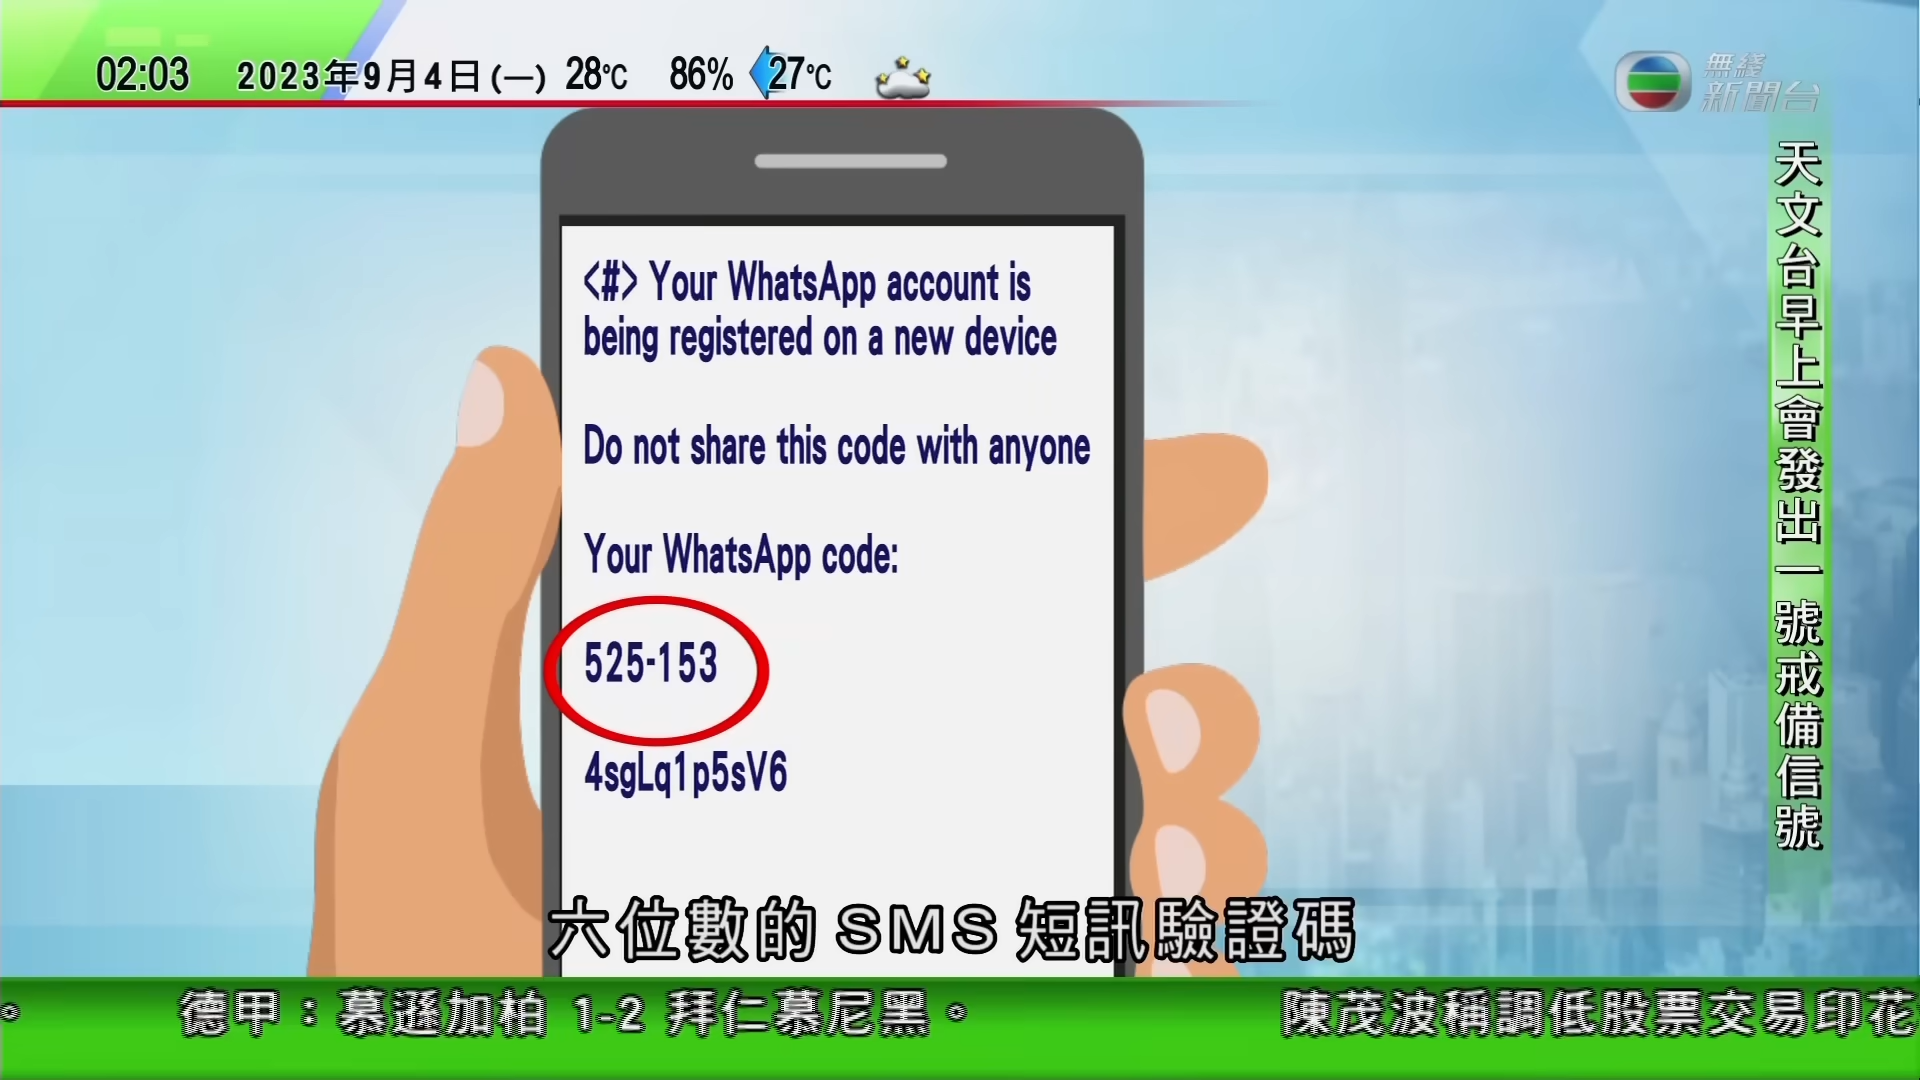 02:03 2023年9月4日(一) 28℃ 86% 27℃
無綫
新聞台
<#> Your WhatsApp account is
being registered on a new device
Do not share this code with anyone
Your WhatsApp code:
525-153
4sgLq1p5sV6
天文台早上會發出一號戒備信號
六位數的 SMS 短訊驗證碼
。 德甲：慕遜加柏 1-2 拜仁慕尼黑。 陳茂波稱調低股票交易印花